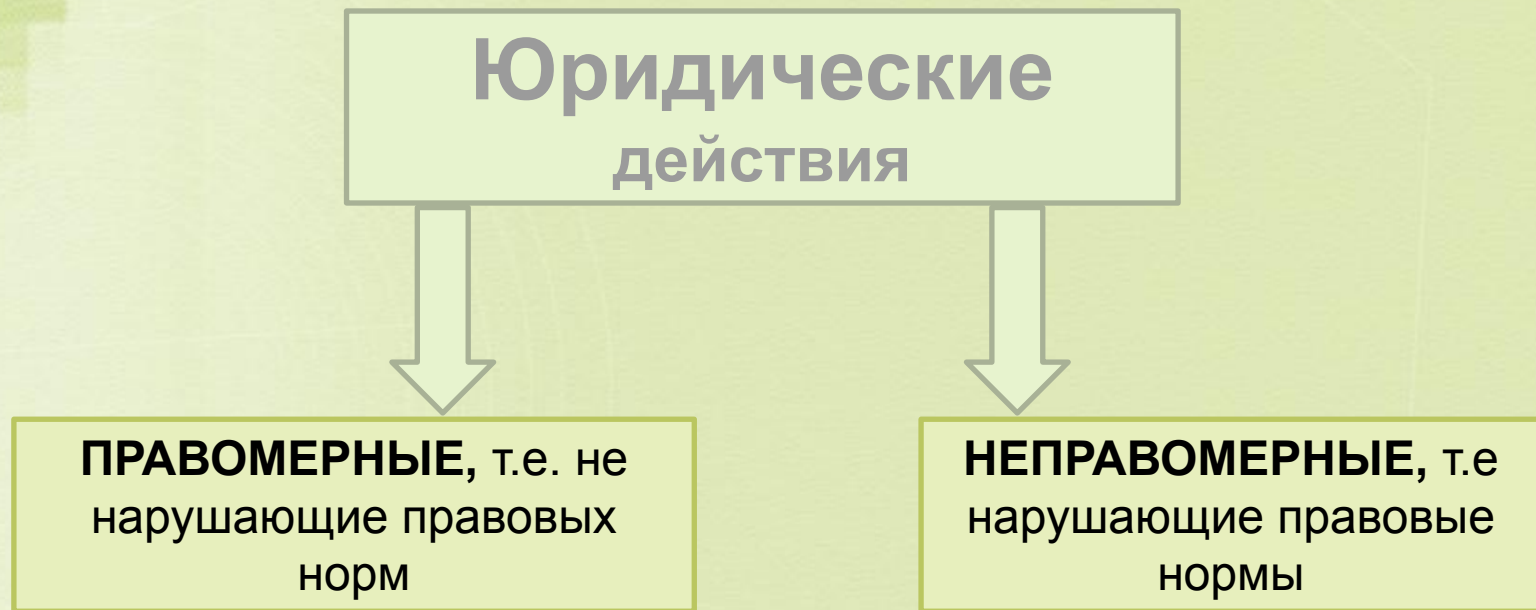 Юридические
действия
ПРАВОМЕРНЫЕ, т.е. не
нарушающие правовых
норм
НЕПРАВОМЕРНЫЕ, т.е
нарушающие правовые
нормы